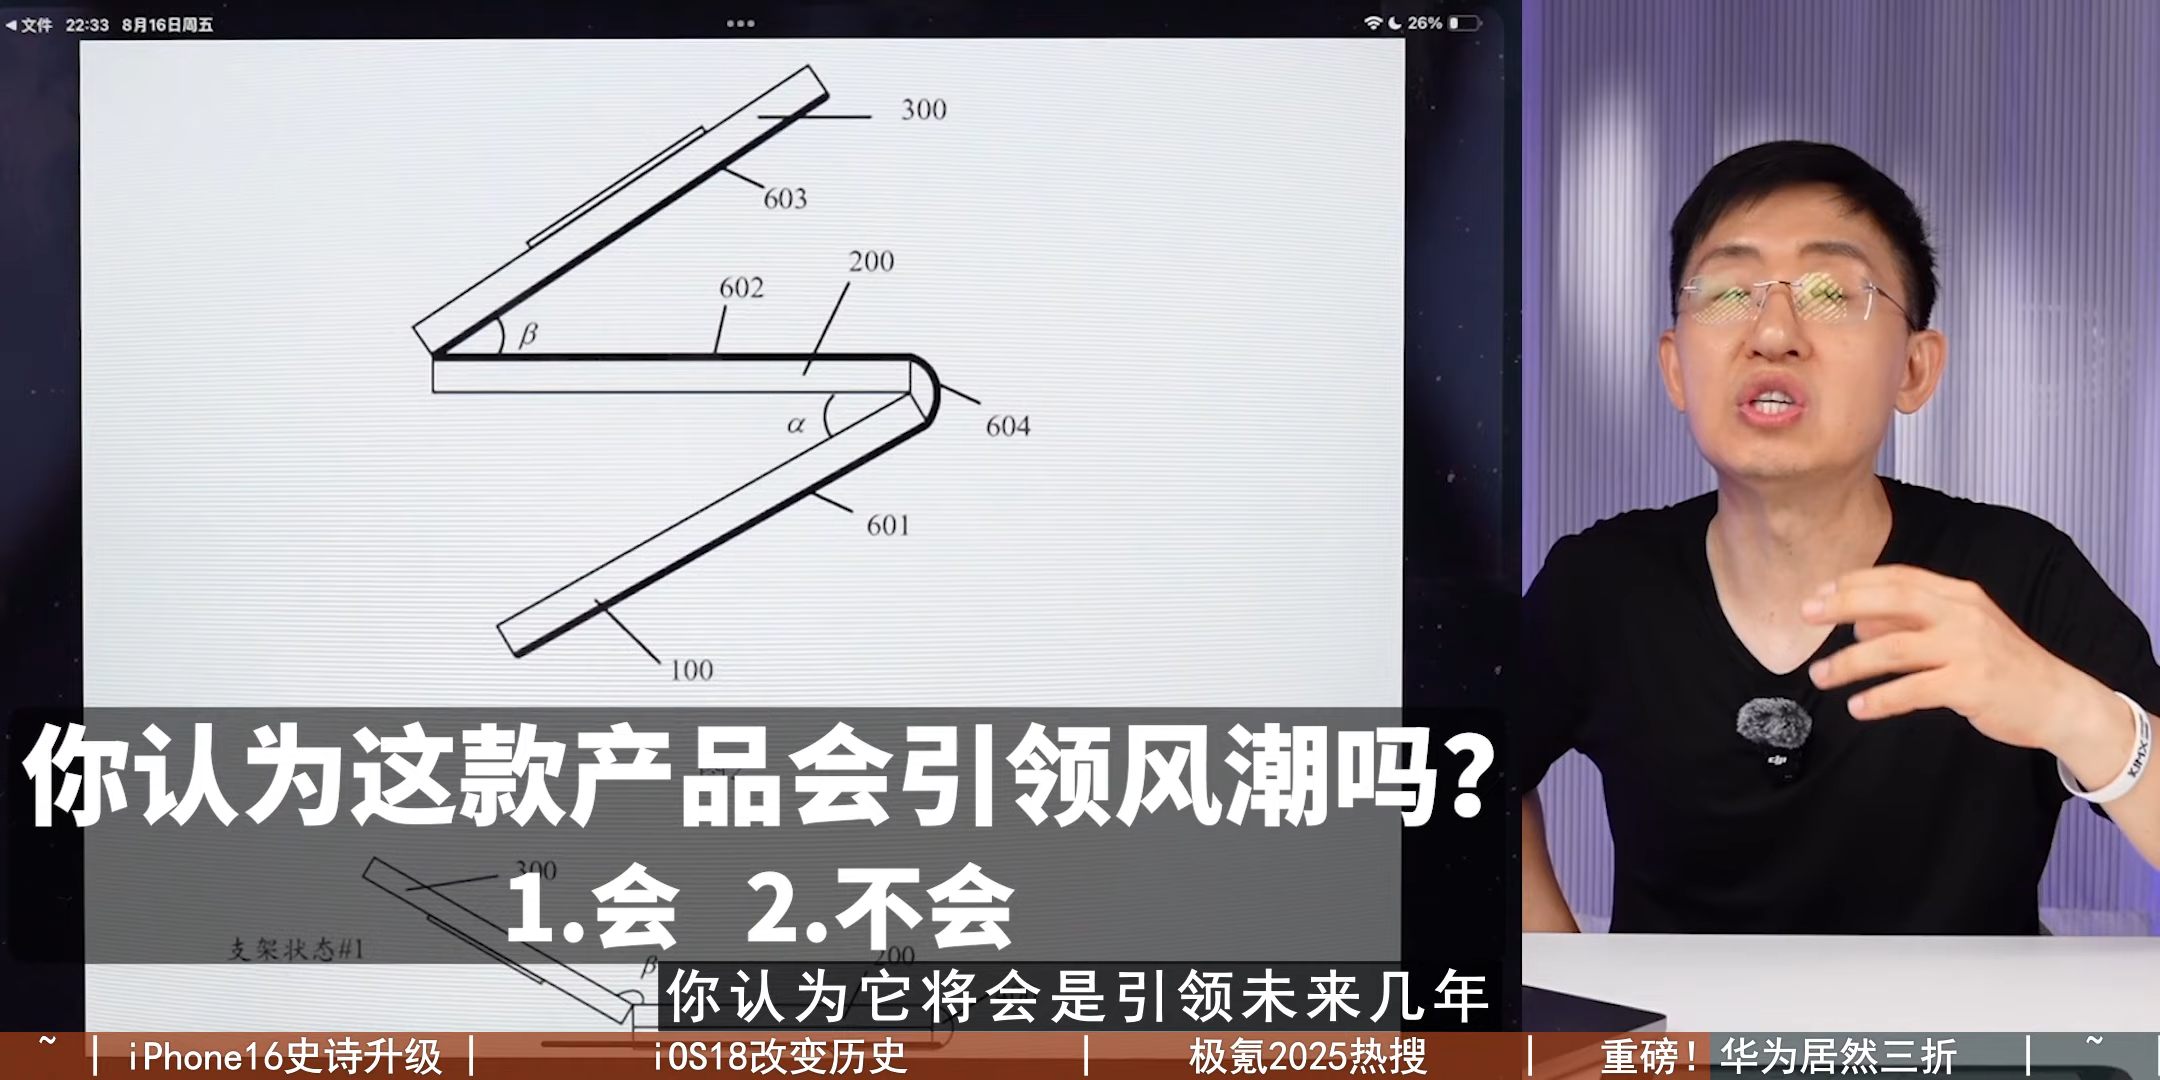 文件 22:33 8月16日周五
26%
300
603
200
602
β
604
α
601
100
你认为这款产品会引领风潮吗?
1.会 2.不会
300
支架状态#1
β
200
你认为它将会是引领未来几年
~ | iPhone16史诗升级 | iOS18改变历史 | 极氪2025热搜 | 重磅！华为居然三折 | ~
dji
KJMX